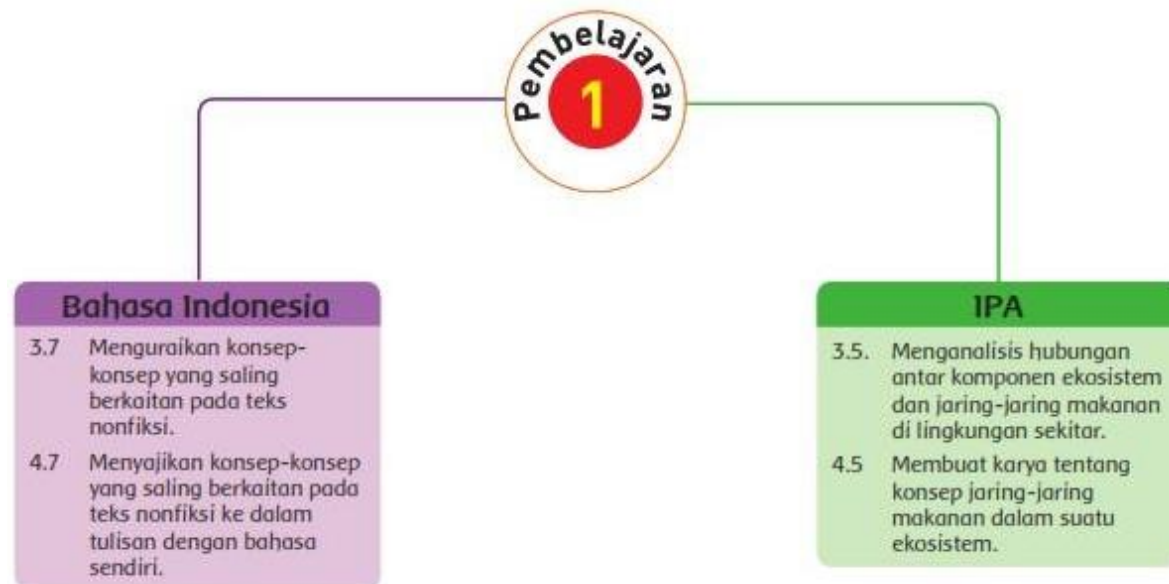 Pembelajaran
1
Bahasa Indonesia
3.7 Menguraikan konsep-
konsep yang saling
berkaitan pada teks
nonfiksi.
4.7 Menyajikan konsep-konsep
yang saling berkaitan pada
teks nonfiksi ke dalam
tulisan dengan bahasa
sendiri.
IPA
3.5. Menganalisis hubungan
antar komponen ekosistem
dan jaring-jaring makanan
di lingkungan sekitar.
4.5 Membuat karya tentang
konsep jaring-jaring
makanan dalam suatu
ekosistem.